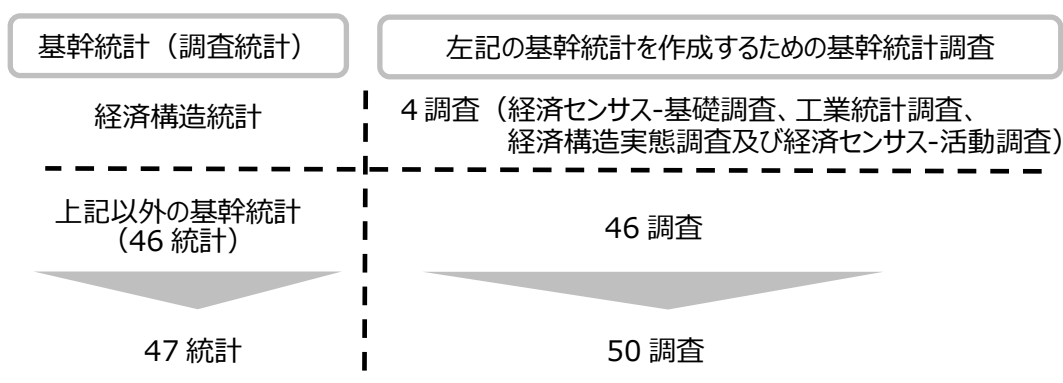 基幹統計（調査統計）
左記の基幹統計を作成するための基幹統計調査
経済構造統計
4 調査（経済センサス-基礎調査、工業統計調査、
経済構造実態調査及び経済センサス-活動調査）
上記以外の基幹統計
（46 統計）
46 調査
47 統計
50 調査